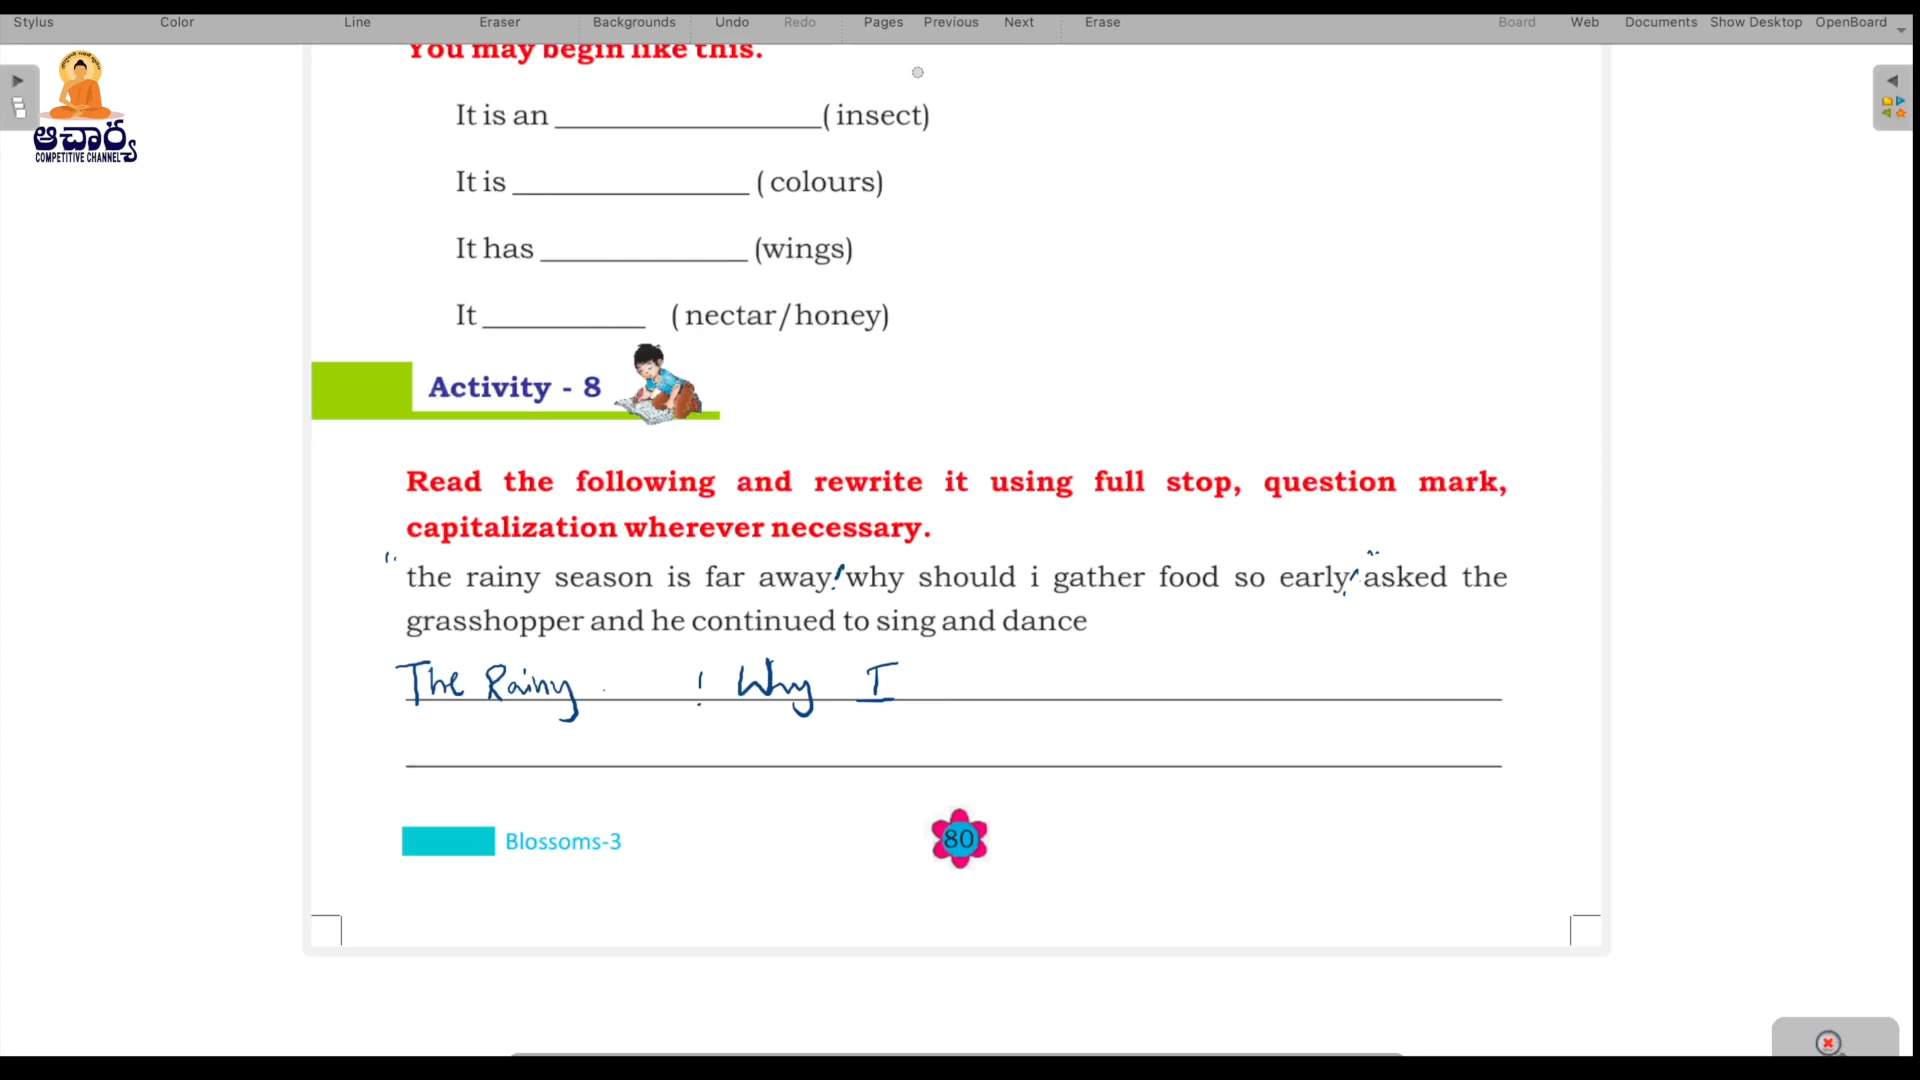 Stylus Color Line Eraser Backgrounds Undo Redo Pages Previous Next Erase Board Web Documents Show Desktop OpenBoard
ఆచార్య
COMPETITIVE CHANNEL
You may begin like this.
It is an ____________________( insect)
It is __________________ ( colours)
It has ________________ (wings)
It ____________ ( nectar/honey)
Activity - 8
Read the following and rewrite it using full stop, question mark,
capitalization wherever necessary.
" "
the rainy season is far away! why should i gather food so early, asked the
grasshopper and he continued to sing and dance
The Rainy ! Why I
Blossoms-3
80